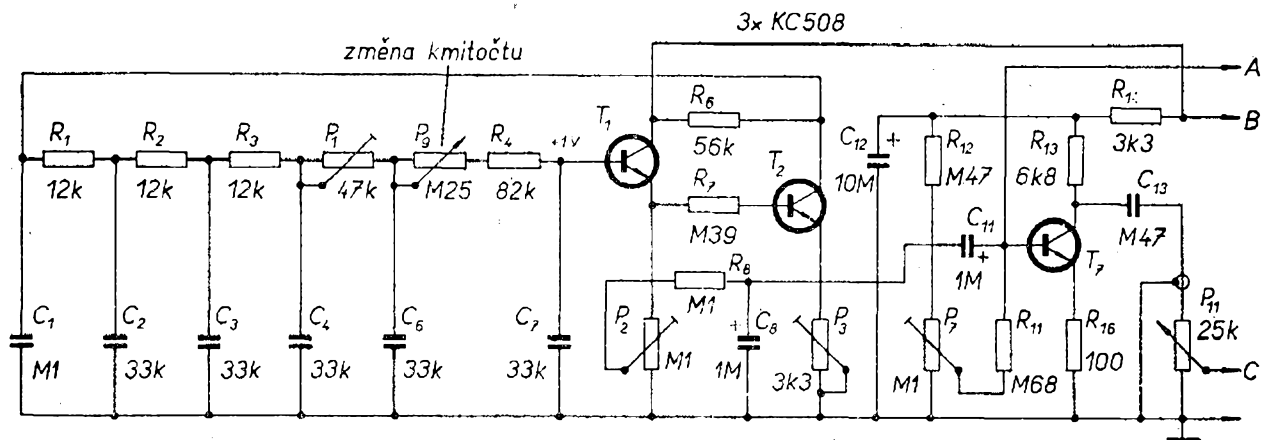 3x KC508
změna kmitočtu
A
B
C
R1
12k
R2
12k
R3
12k
P1
47k
P9
M25
R4
82k
+1V
T1
R6
56k
R7
M39
T2
C1
M1
C2
33k
C3
33k
C4
33k
C6
33k
C7
33k
P2
M1
R8
M1
+
C8
1M
P3
3k3
C12
+
10M
R12
M47
R13
6k8
3k3
C11
+
1M
T7
C13
M47
P7
M1
R11
M68
R16
100
P11
25k